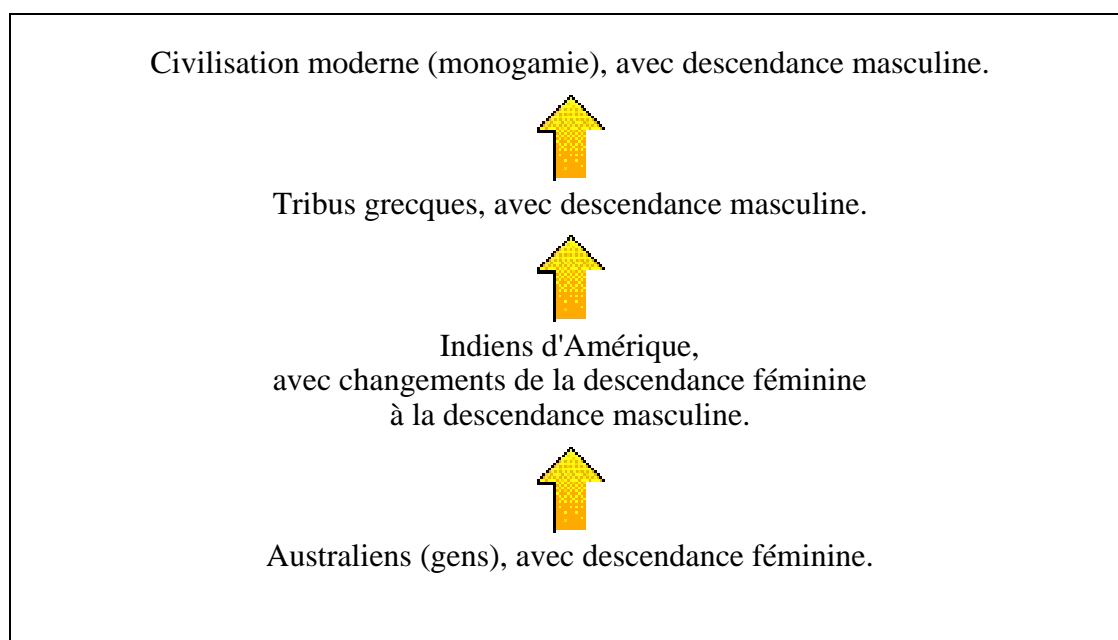 Civilisation moderne (monogamie), avec descendance masculine.
Tribus grecques, avec descendance masculine.
Indiens d'Amérique,
avec changements de la descendance féminine
à la descendance masculine.
Australiens (gens), avec descendance féminine.